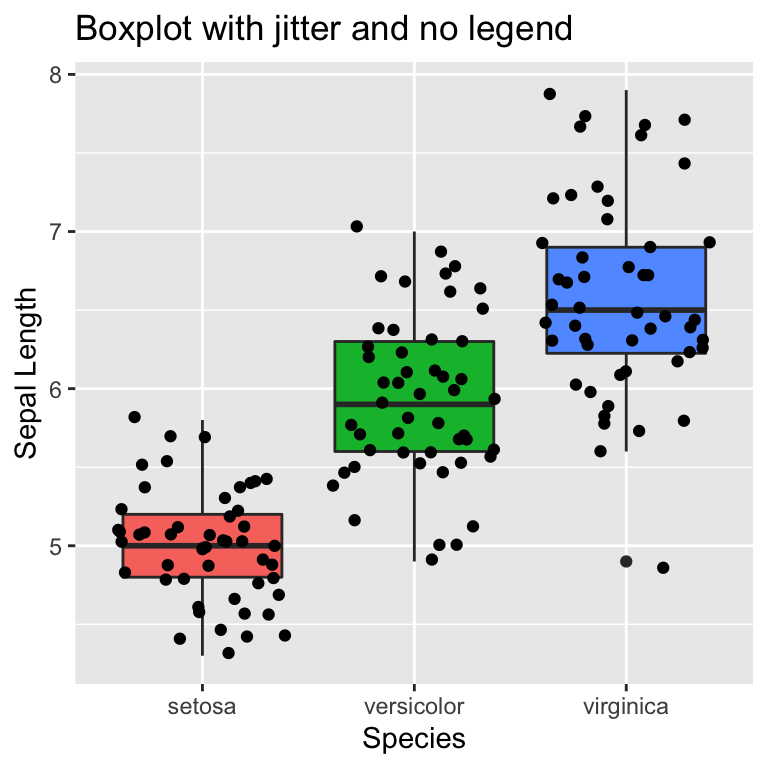 Boxplot with jitter and no legend
8
7
6
5
Sepal Length
setosa versicolor virginica
Species